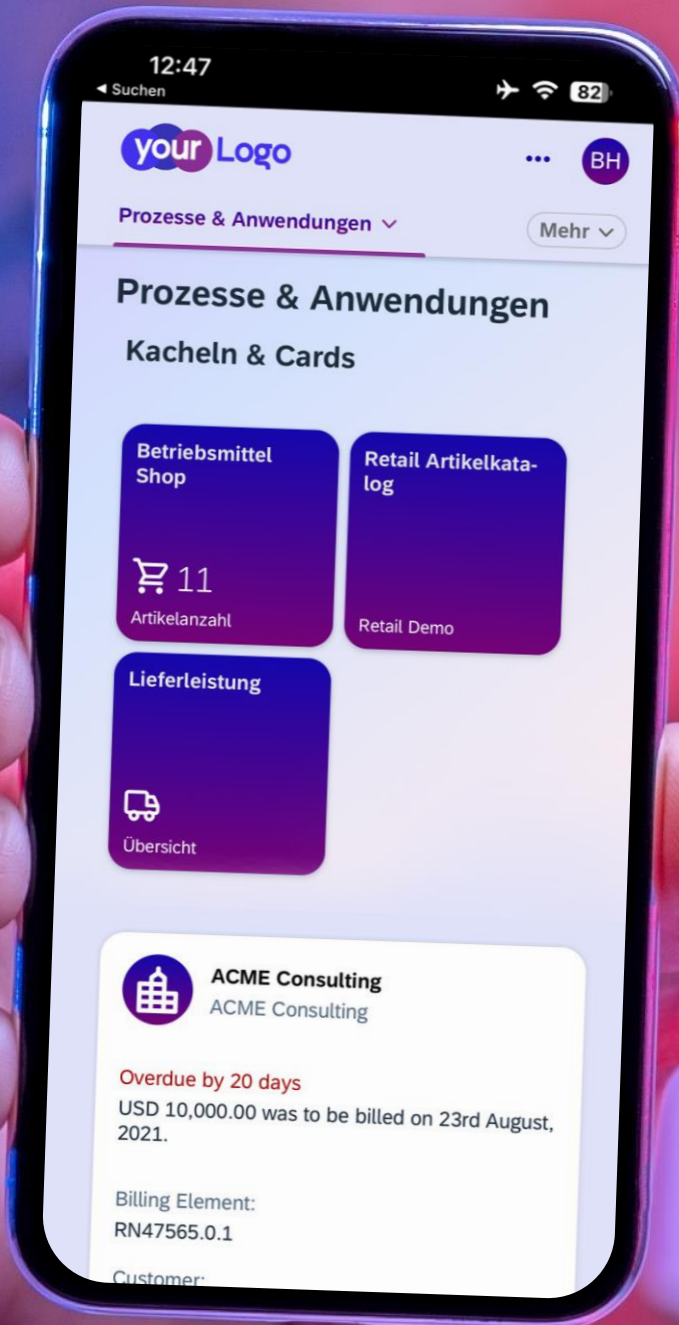 12:47
◀ Suchen
82
your Logo
••• BH
Prozesse & Anwendungen
Mehr
Prozesse & Anwendungen
Kacheln & Cards
Betriebsmittel
Shop
11
Artikelanzahl
Retail Artikelkata-
log
Retail Demo
Lieferleistung
Übersicht
ACME Consulting
ACME Consulting
Overdue by 20 days
USD 10,000.00 was to be billed on 23rd August,
2021.
Billing Element:
RN47565.0.1
Customer: